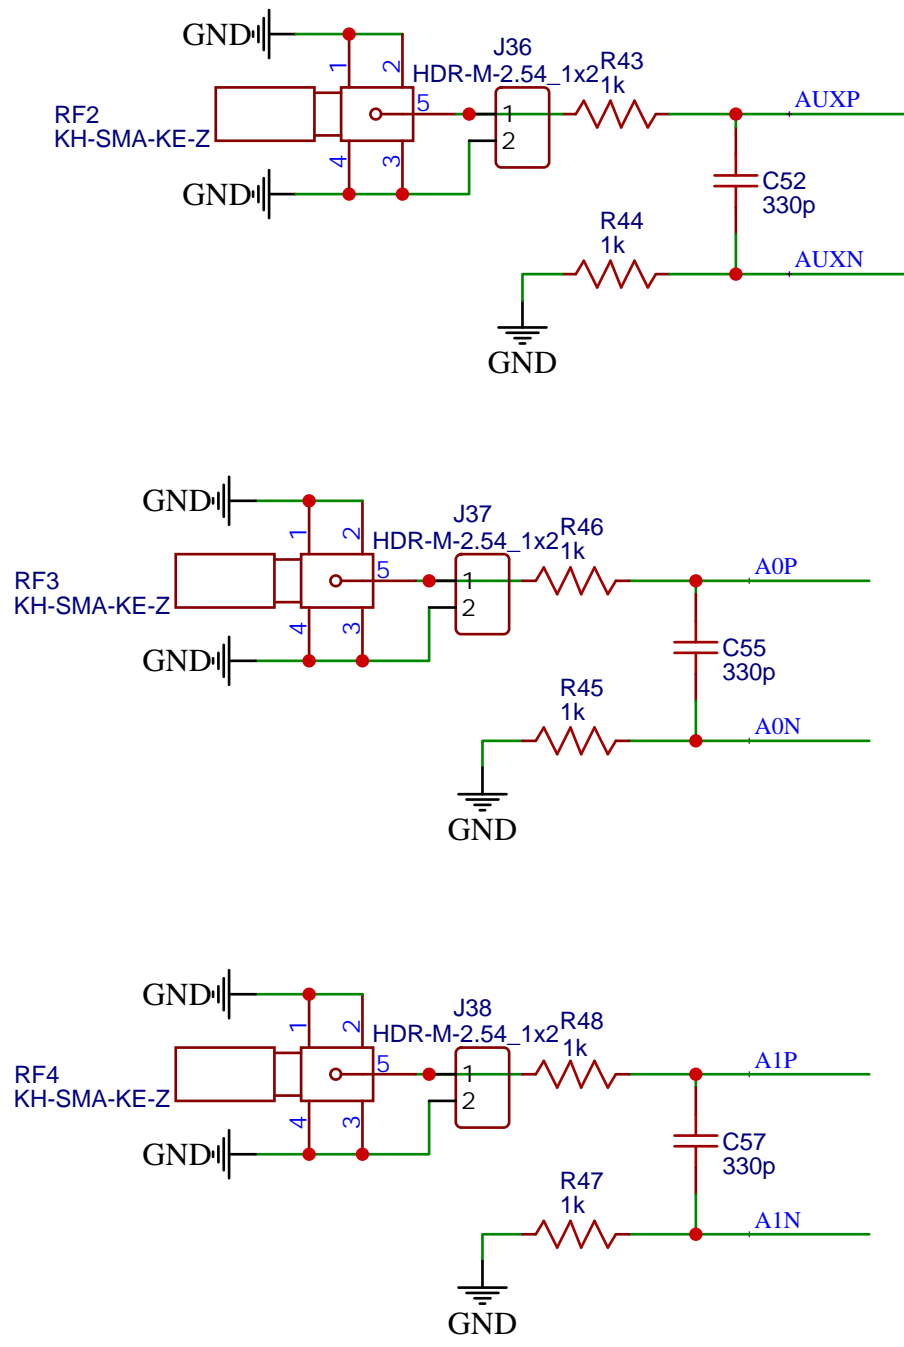 GND
1
2
J36
HDR-M-2.54_1x2
R43
1k
RF2
KH-SMA-KE-Z
5
1
2
AUXP
4
3
GND
C52
330p
R44
1k
AUXN
GND
GND
1
2
J37
HDR-M-2.54_1x2
R46
1k
RF3
KH-SMA-KE-Z
5
1
2
A0P
4
3
GND
C55
330p
R45
1k
A0N
GND
GND
1
2
J38
HDR-M-2.54_1x2
R48
1k
RF4
KH-SMA-KE-Z
5
1
2
A1P
4
3
GND
C57
330p
R47
1k
A1N
GND